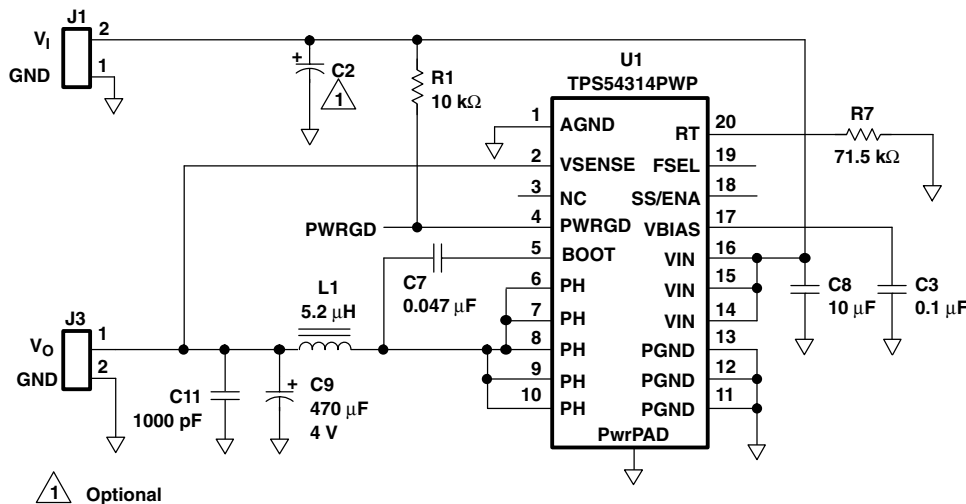 J1
V_I 2
GND 1
C2
+
1
R1
10 kΩ
U1
TPS54314PWP
1 AGND
2 VSENSE
3 NC
4 PWRGD
5 BOOT
6 PH
7 PH
8 PH
9 PH
10 PH
RT 20
FSEL 19
SS/ENA 18
VBIAS 17
VIN 16
VIN 15
VIN 14
PGND 13
PGND 12
PGND 11
PwrPAD
R7
71.5 kΩ
PWRGD
C7
0.047 μF
L1
5.2 μH
C8
10 μF
C3
0.1 μF
J3
V_O 1
GND 2
C11
1000 pF
+
C9
470 μF
4 V
1 Optional